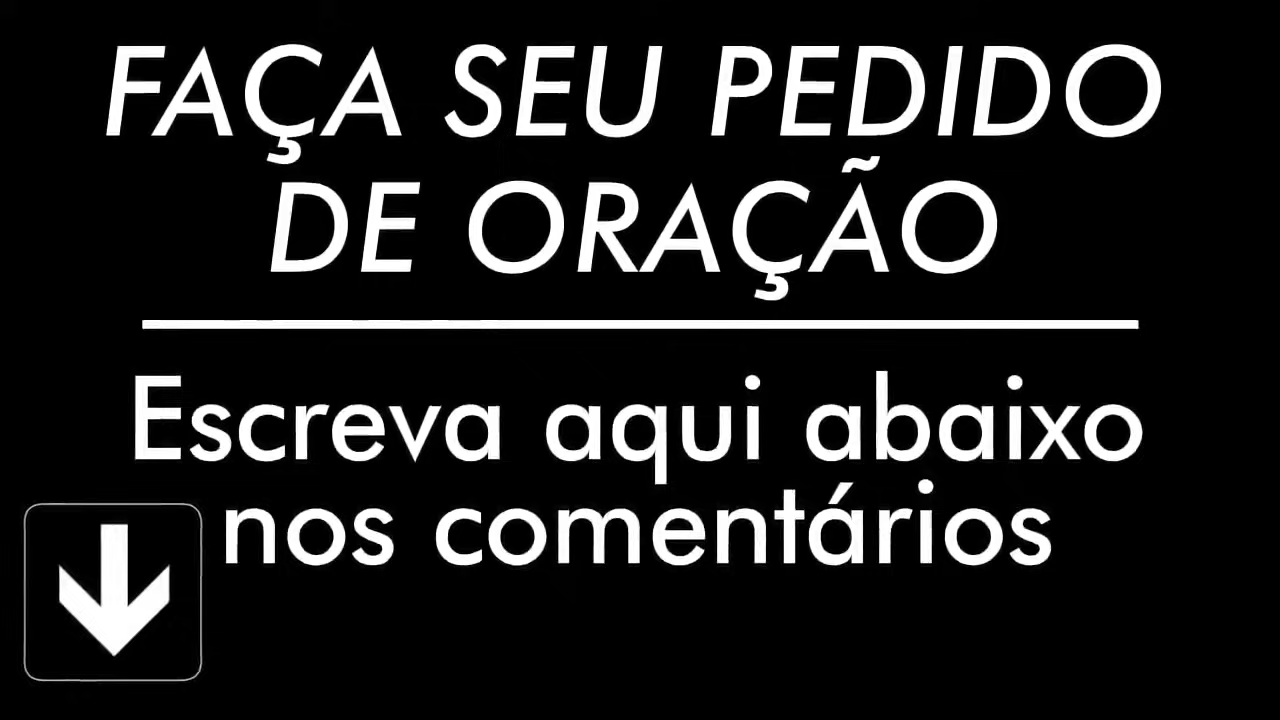 FAÇA SEU PEDIDO
DE ORAÇÃO
Escreva aqui abaixo
nos comentários